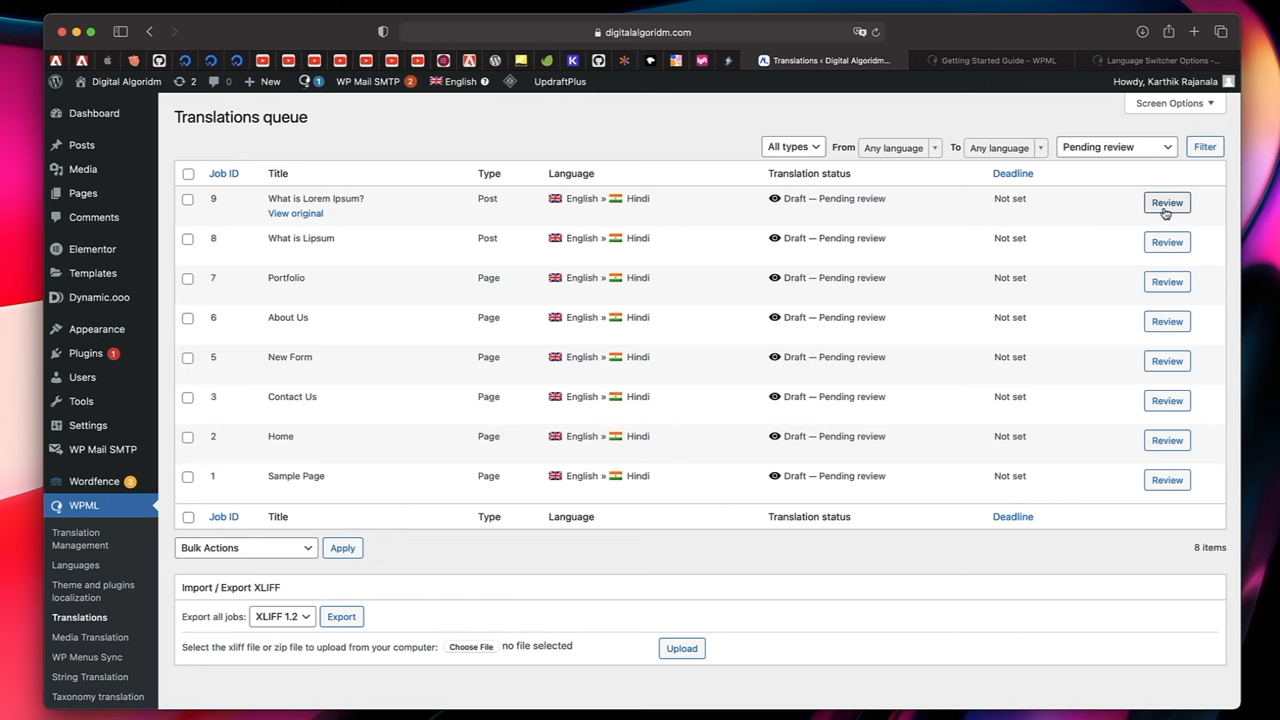 digitalalgoridm.com
Translations < Digital Algoridm...
Getting Started Guide - WPML
Language Switcher Options -...
Digital Algoridm
2
0
New
1
WP Mail SMTP 2
English
UpdraftPlus
Howdy, Karthik Rajanala
Dashboard
Posts
Media
Pages
Comments
Elementor
Templates
Dynamic.ooo
Appearance
Plugins 1
Users
Tools
Settings
WP Mail SMTP
Wordfence 3
WPML
Translation
Management
Languages
Theme and plugins
localization
Translations
Media Translation
WP Menus Sync
String Translation
Taxonomy translation
Screen Options
Translations queue
All types From Any language To Any language Pending review Filter
Job ID Title Type Language Translation status Deadline
9 What is Lorem Ipsum? Post English » Hindi Draft — Pending review Not set Review
View original
8 What is Lipsum Post English » Hindi Draft — Pending review Not set Review
7 Portfolio Page English » Hindi Draft — Pending review Not set Review
6 About Us Page English » Hindi Draft — Pending review Not set Review
5 New Form Page English » Hindi Draft — Pending review Not set Review
3 Contact Us Page English » Hindi Draft — Pending review Not set Review
2 Home Page English » Hindi Draft — Pending review Not set Review
1 Sample Page Page English » Hindi Draft — Pending review Not set Review
Job ID Title Type Language Translation status Deadline
Bulk Actions Apply 8 items
Import / Export XLIFF
Export all jobs: XLIFF 1.2 Export
Select the xliff file or zip file to upload from your computer: Choose File no file selected Upload